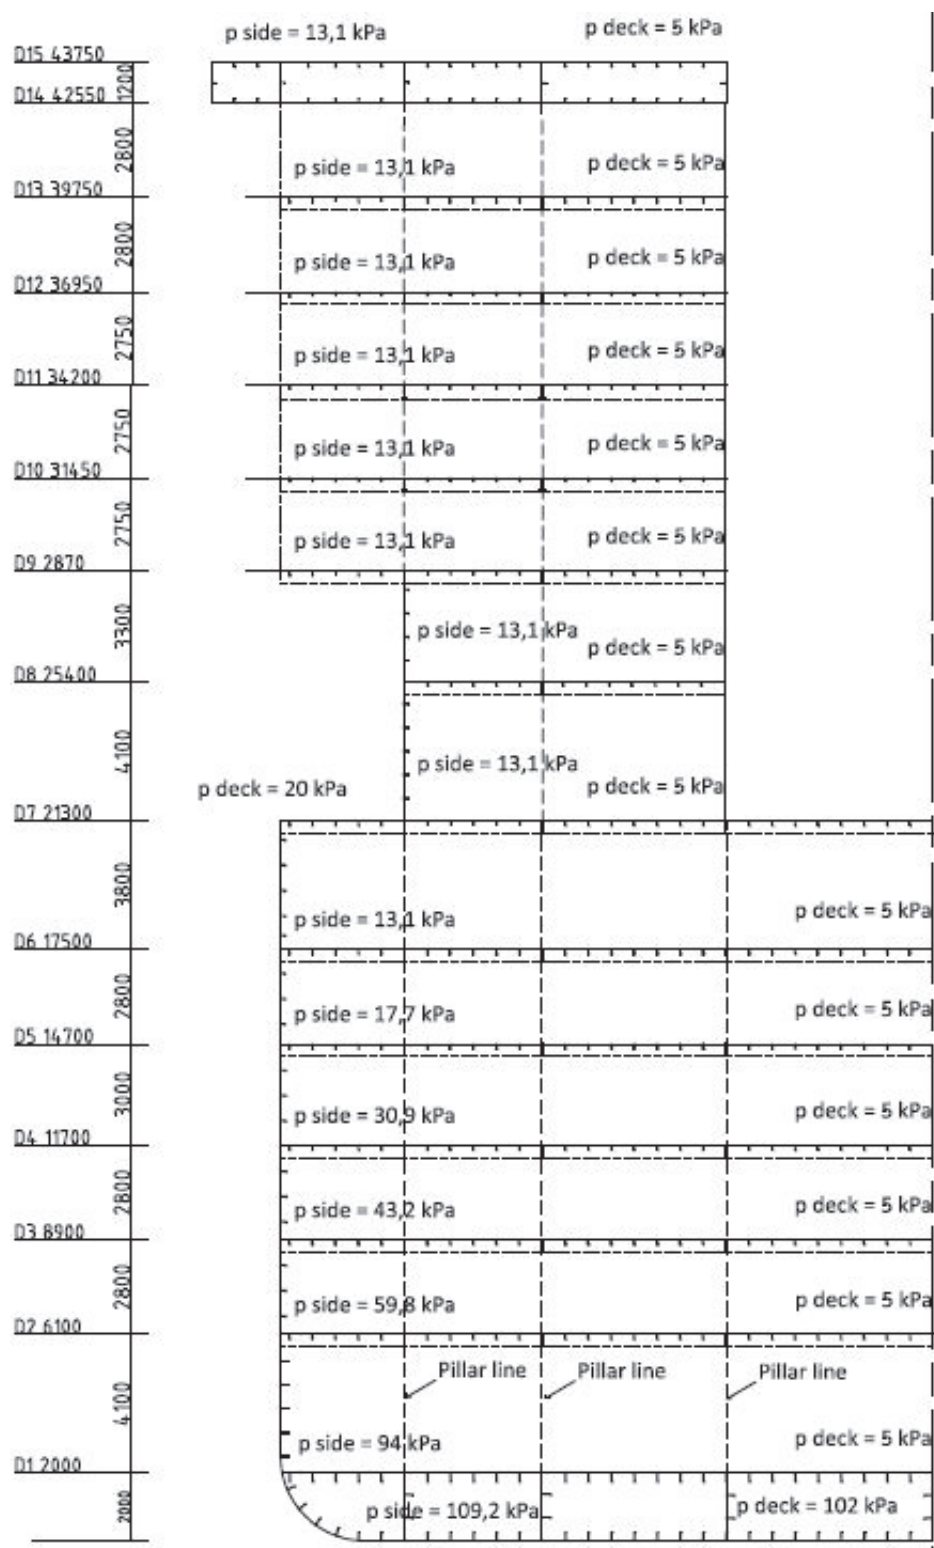 p side = 13,1 kPa
p deck = 5 kPa
D15 43750
1200
D14 42550
2800
p side = 13,1 kPa
p deck = 5 kPa
D13 39750
2800
p side = 13,1 kPa
p deck = 5 kPa
D12 36950
2750
p side = 13,1 kPa
p deck = 5 kPa
D11 34200
2750
p side = 13,1 kPa
p deck = 5 kPa
D10 31450
2750
p side = 13,1 kPa
p deck = 5 kPa
D9 2870
3300
p side = 13,1 kPa
p deck = 5 kPa
D8 25400
4100
p side = 13,1 kPa
p deck = 20 kPa
p deck = 5 kPa
D7 21300
3800
p side = 13,1 kPa
p deck = 5 kPa
D6 17500
2800
p side = 17,7 kPa
p deck = 5 kPa
D5 14700
3000
p side = 30,9 kPa
p deck = 5 kPa
D4 11700
2800
p side = 43,2 kPa
p deck = 5 kPa
D3 8900
2800
p side = 59,8 kPa
p deck = 5 kPa
D2 6100
Pillar line
Pillar line
Pillar line
4100
p side = 94 kPa
p deck = 5 kPa
D1 2000
2000
p side = 109,2 kPa
p deck = 102 kPa